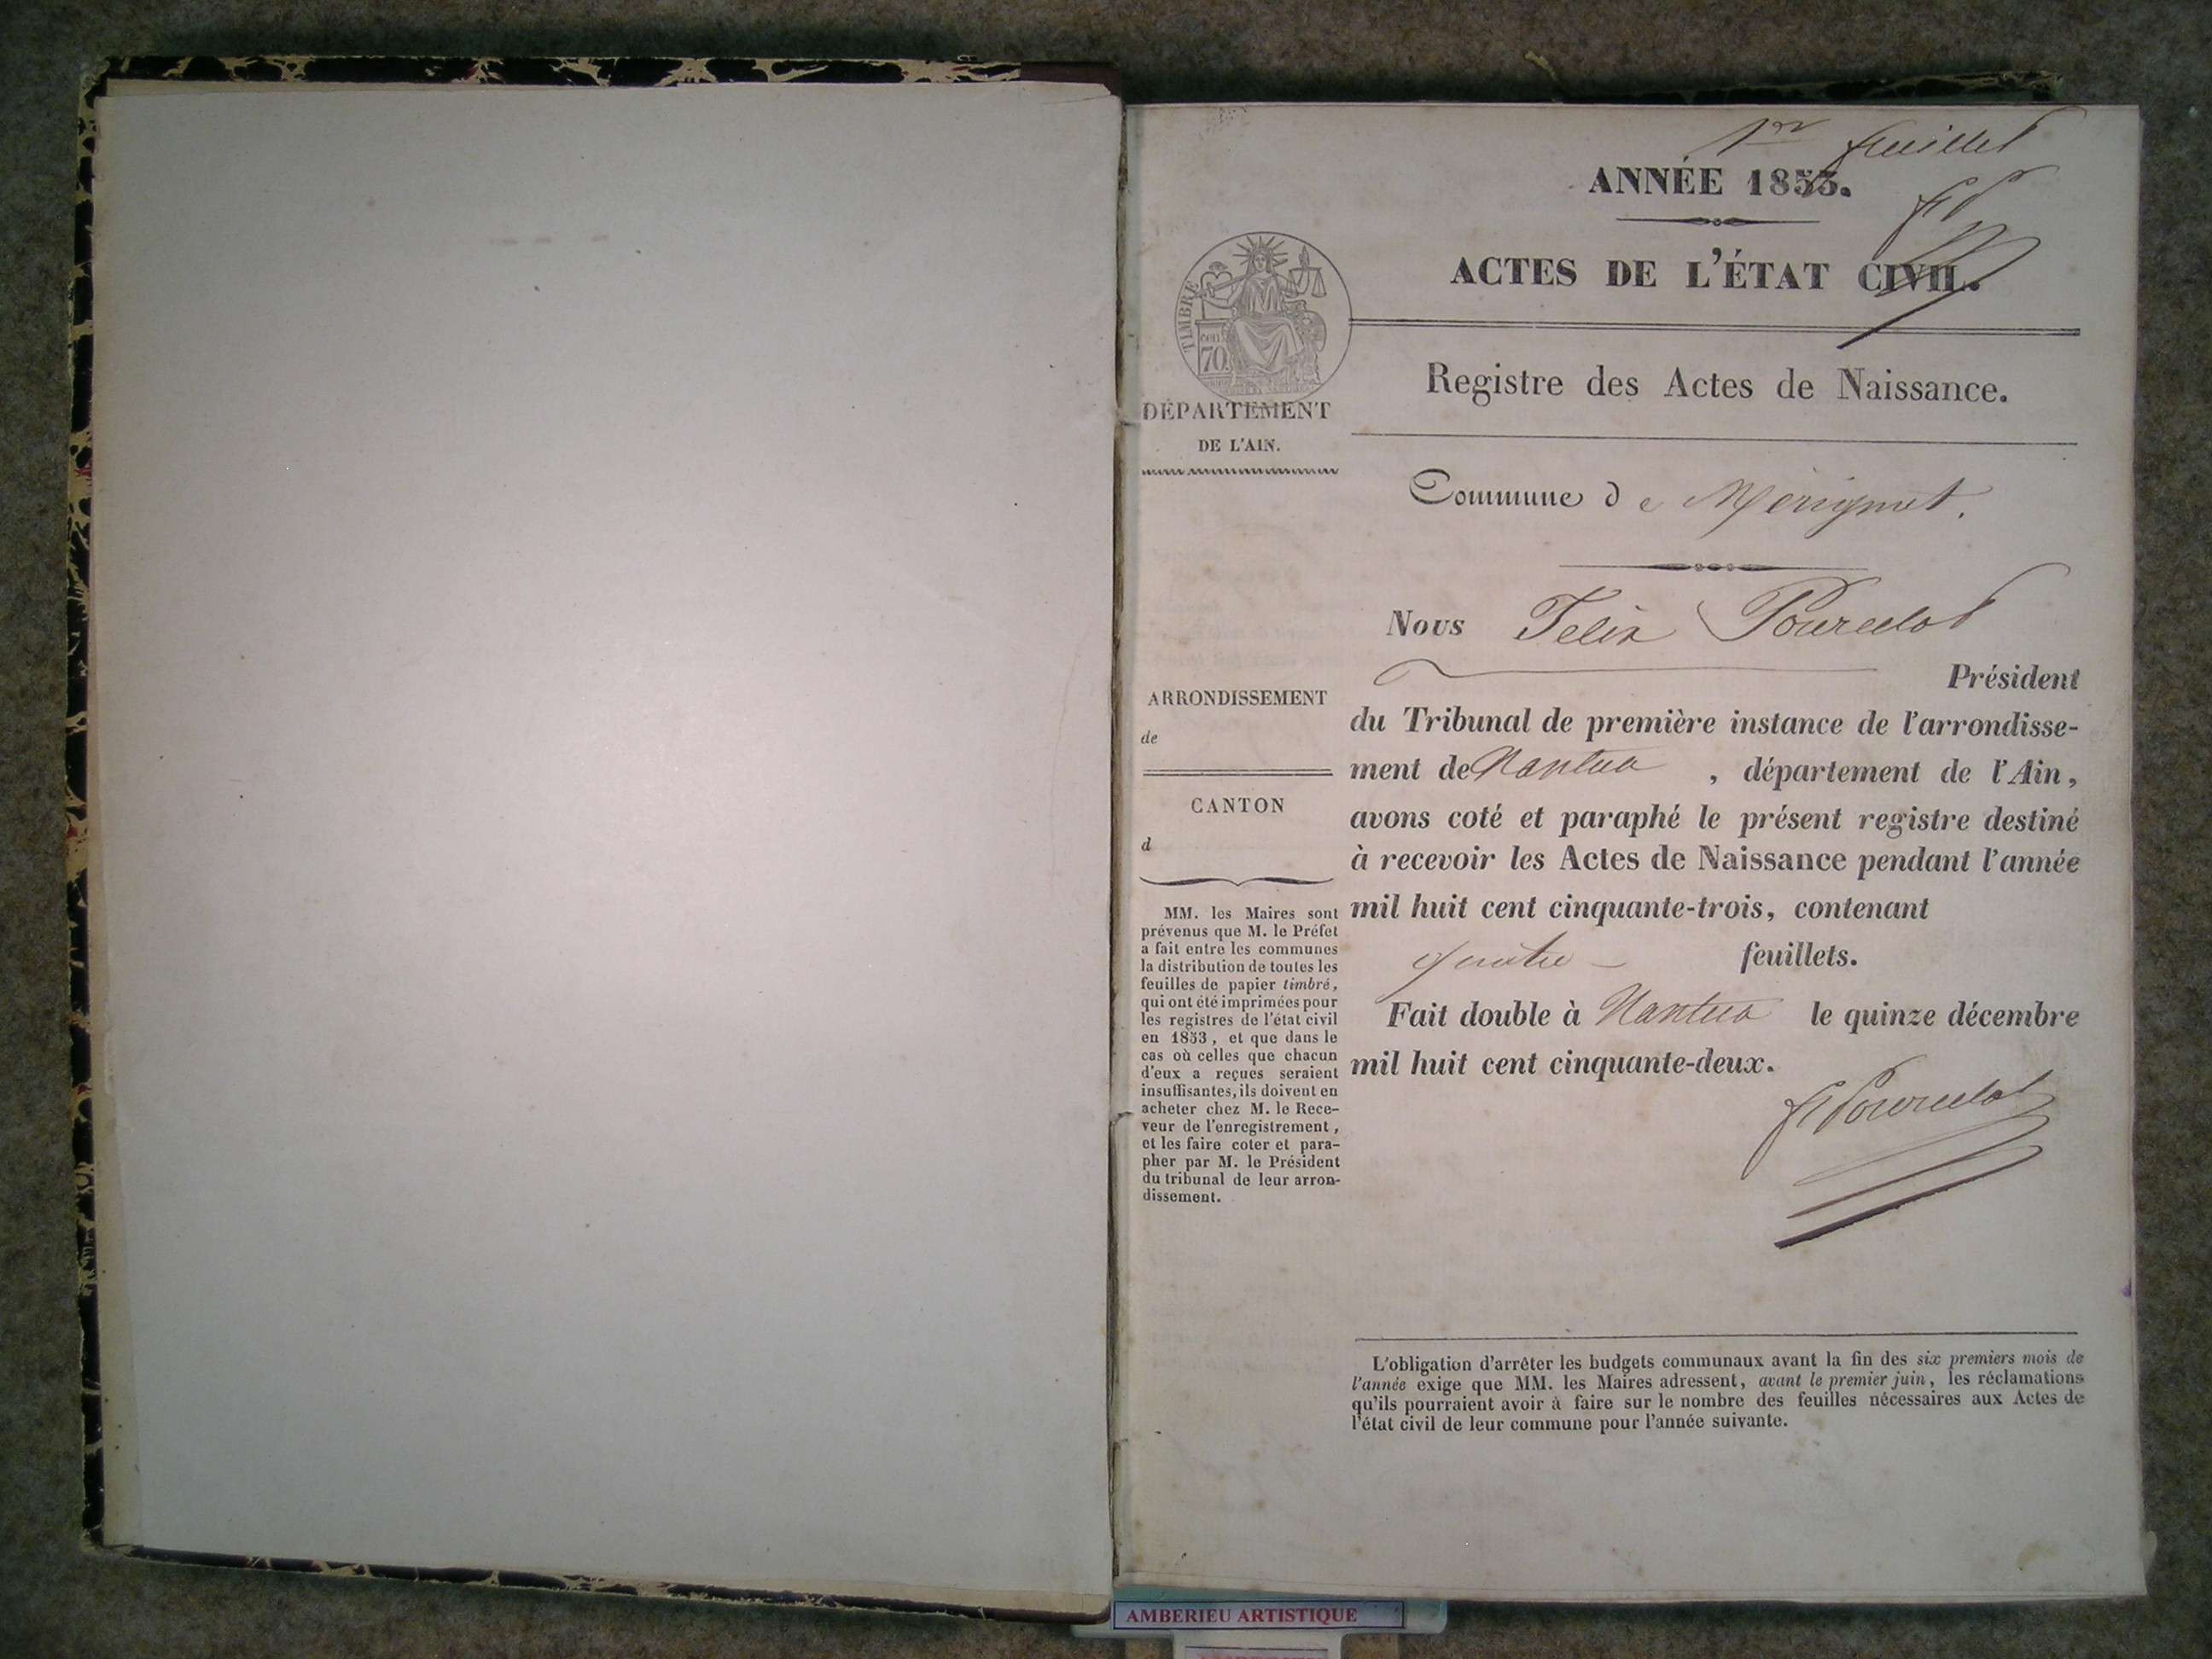 1er feuillet
ANNÉE 1853.
ACTES DE L'ÉTAT CIVIL.
TIMBRE
cen
70
DÉPARTEMENT
DE L'AIN.
Registre des Actes de Naissance.
Commune de Mérignat.
Nous Felix Pourcelot
Président
du Tribunal de première instance de l'arrondisse-
ment de Nantua, département de l'Ain,
avons coté et paraphé le présent registre destiné
à recevoir les Actes de Naissance pendant l'année
mil huit cent cinquante-trois, contenant
quatre feuillets.
Fait double à Nantua le quinze décembre
mil huit cent cinquante-deux.
F Pourcelot
ARRONDISSEMENT
de
CANTON
d
MM. les Maires sont
prévenus que M. le Préfet
a fait entre les communes
la distribution de toutes les
feuilles de papier timbré,
qui ont été imprimées pour
les registres de l'état civil
en 1853, et que dans le
cas où celles que chacun
d'eux a reçues seraient
insuffisantes, ils doivent en
acheter chez M. le Rece-
veur de l'enregistrement,
et les faire coter et para-
pher par M. le Président
du tribunal de leur arron-
dissement.
L'obligation d'arrêter les budgets communaux avant la fin des six premiers mois de
l'année exige que MM. les Maires adressent, avant le premier juin, les réclamations
qu'ils pourraient avoir à faire sur le nombre des feuilles nécessaires aux Actes de
l'état civil de leur commune pour l'année suivante.
AMBERIEU ARTISTIQUE